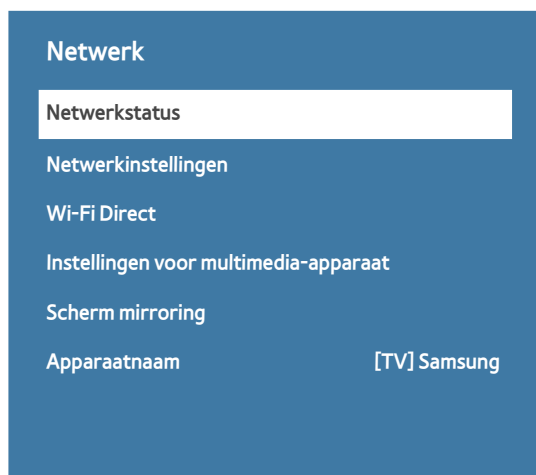 Netwerk
Netwerkstatus
Netwerkinstellingen
Wi-Fi Direct
Instellingen voor multimedia-apparaat
Scherm mirroring
Apparaatnaam [TV] Samsung